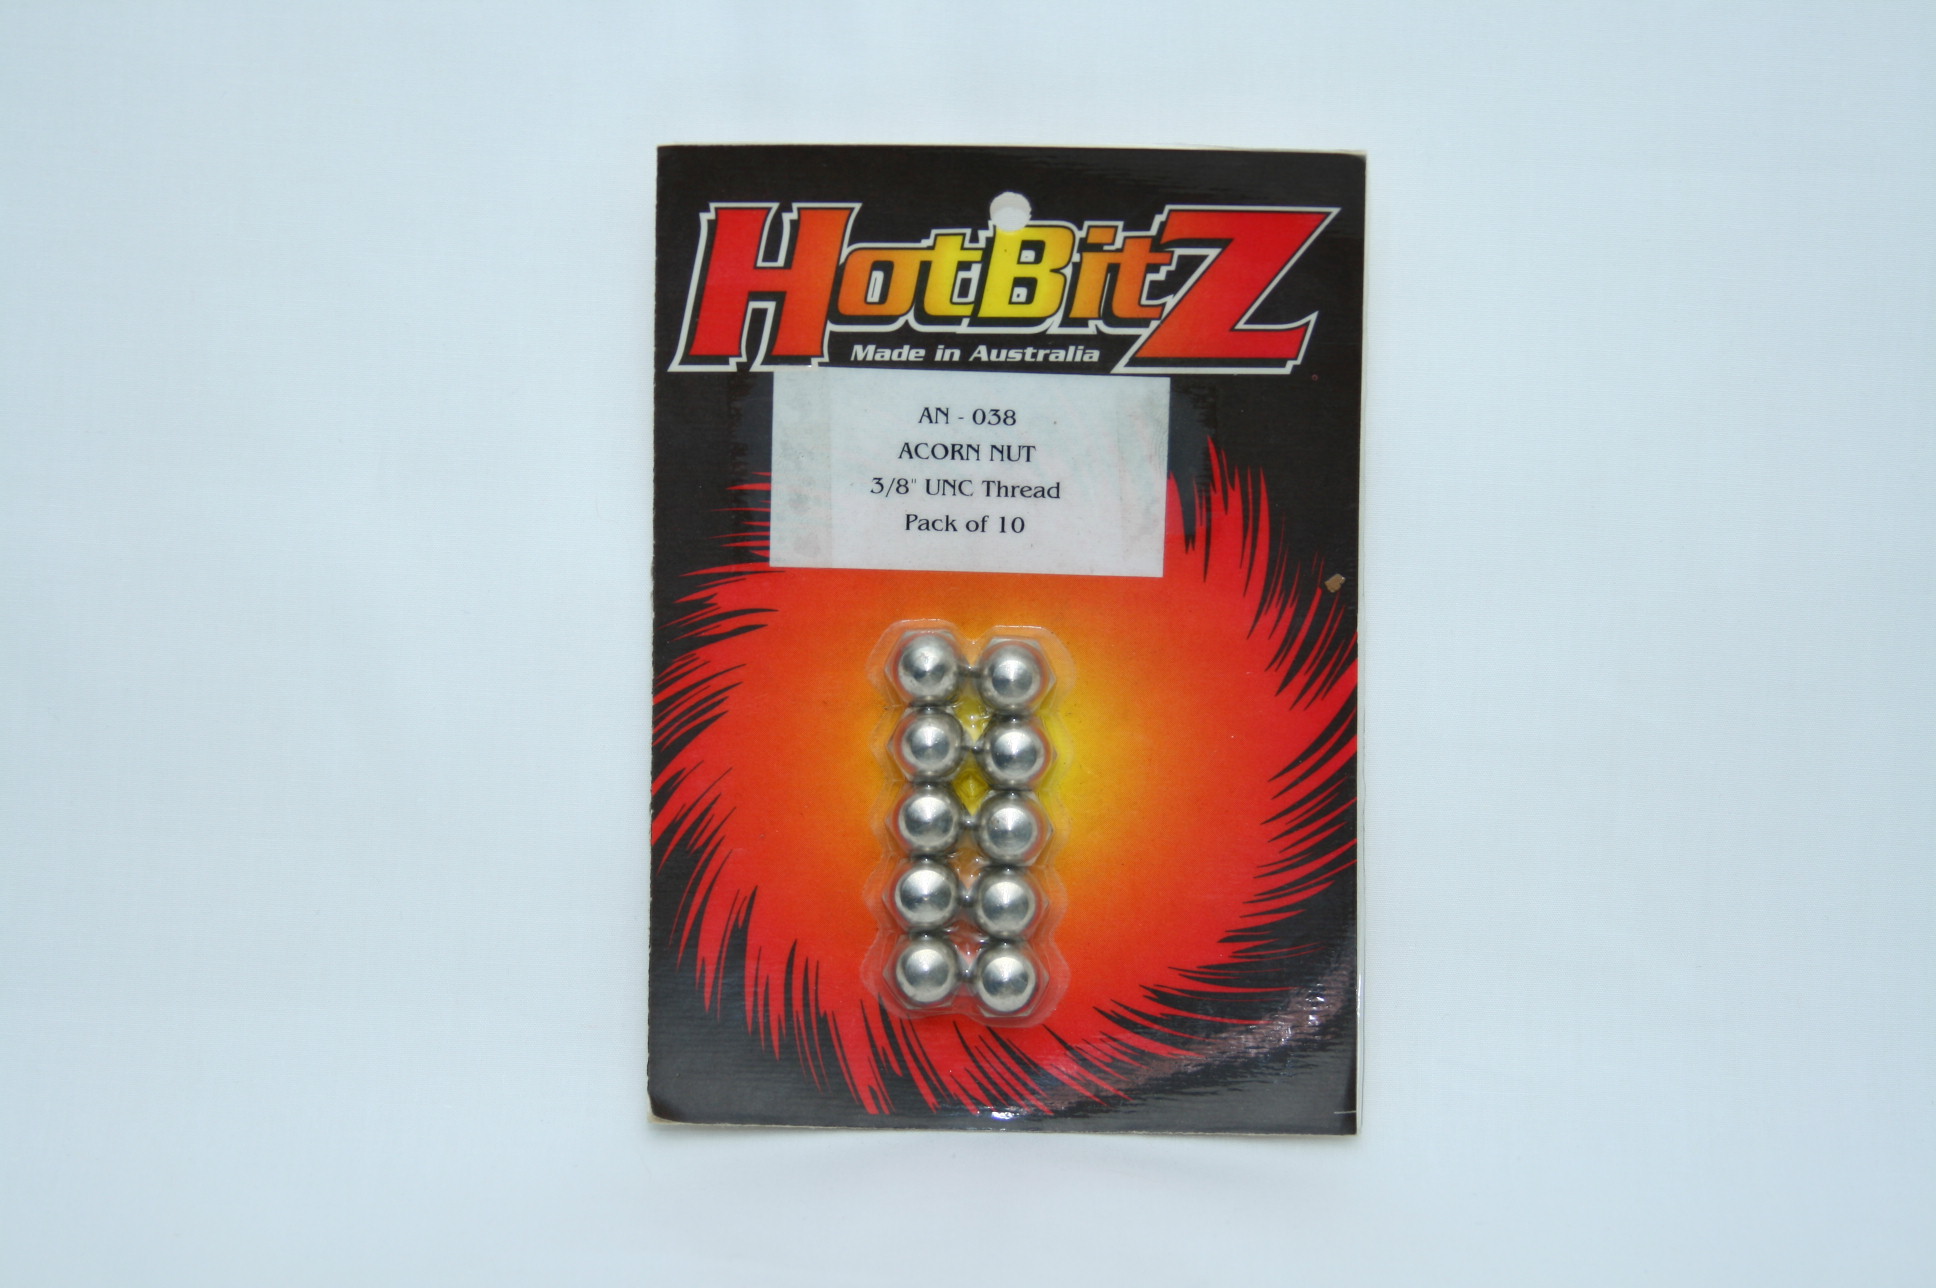 HotBitZ
Made in Australia
AN - 038
ACORN NUT
3/8" UNC Thread
Pack of 10